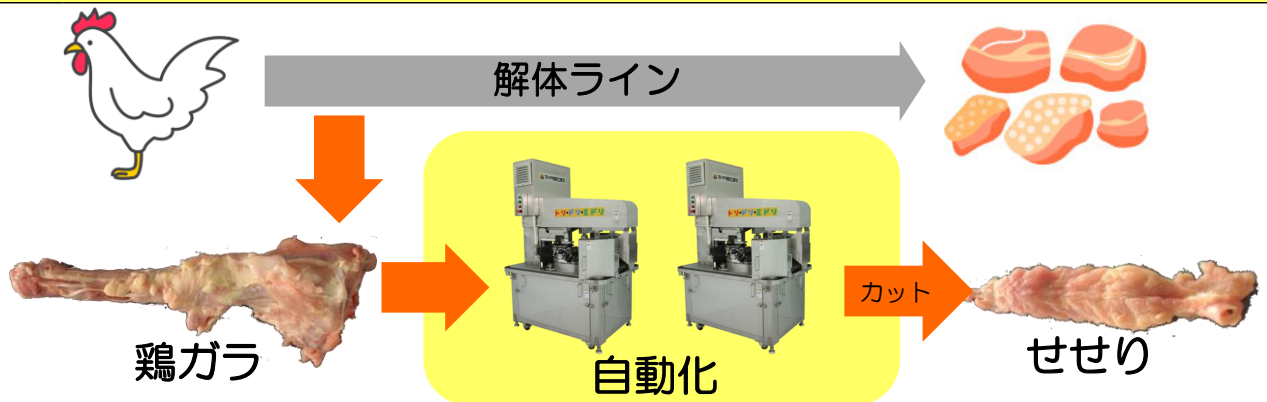 解体ライン
カット
鶏ガラ
自動化
せせり